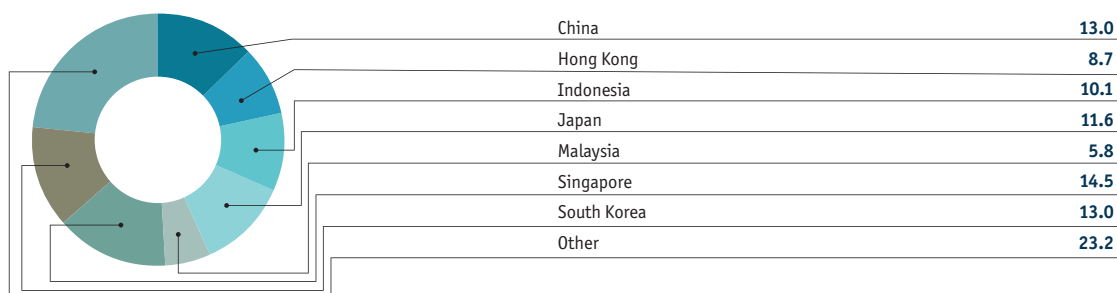 China 13.0
Hong Kong 8.7
Indonesia 10.1
Japan 11.6
Malaysia 5.8
Singapore 14.5
South Korea 13.0
Other 23.2